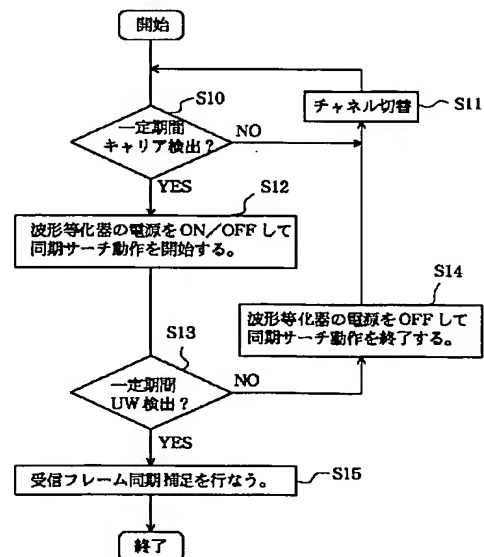 開始
S10
チャネル切替
S11
一定期間
キャリア検出？
NO
YES
S12
波形等化器の電源をON／OFFして
同期サーチ動作を開始する。
S14
波形等化器の電源をOFFして
同期サーチ動作を終了する。
S13
一定期間
UW検出？
NO
YES
受信フレーム同期補足を行なう。
S15
終了